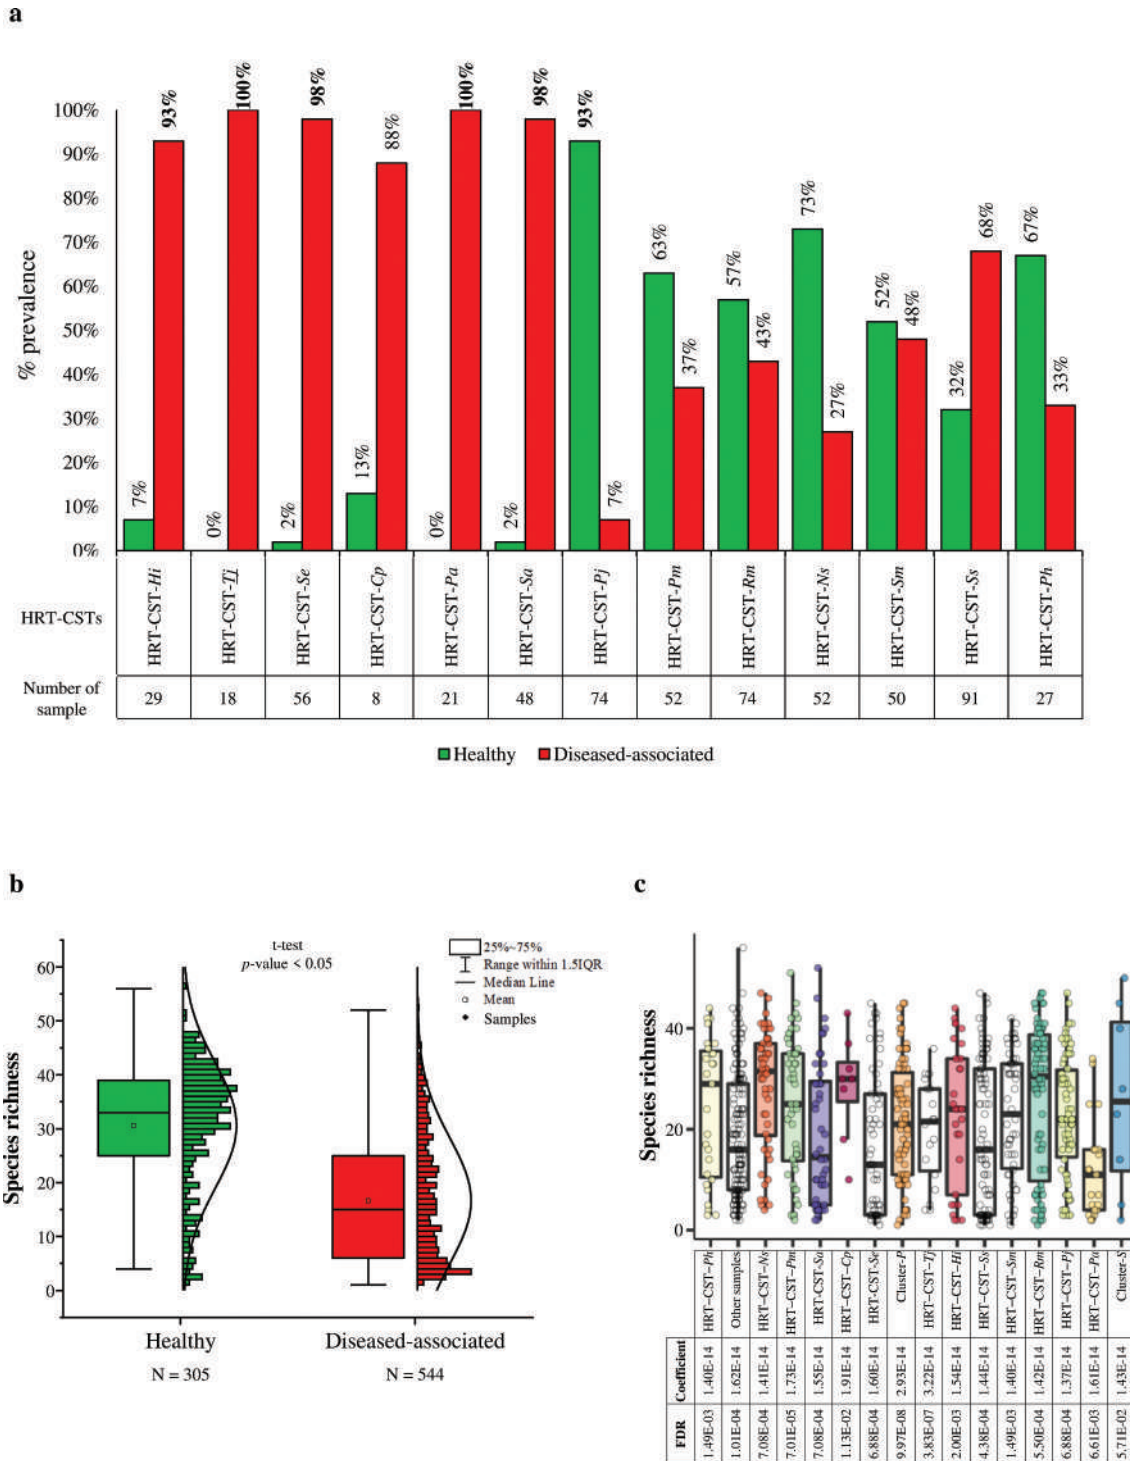 a
93%
100%
98%
88%
100%
98%
93%
63%
57%
73%
52%
68%
67%
7%
0%
2%
13%
0%
2%
7%
37%
43%
27%
48%
32%
33%
% prevalence
100%
90%
80%
70%
60%
50%
40%
30%
20%
10%
0%
HRT-CSTs
HRT-CST-Hi
HRT-CST-Tj
HRT-CST-Se
HRT-CST-Cp
HRT-CST-Pa
HRT-CST-Sa
HRT-CST-Pj
HRT-CST-Pm
HRT-CST-Rm
HRT-CST-Ns
HRT-CST-Sm
HRT-CST-Ss
HRT-CST-Ph
Number of
sample
29 18 56 8 21 48 74 52 74 52 50 91 27
Healthy Diseased-associated
b
Species richness
60
50
40
30
20
10
0
t-test
p-value < 0.05
25%~75%
Range within 1.5IQR
Median Line
Mean
Samples
Healthy
Diseased-associated
N = 305
N = 544
c
Species richness
40
20
0
HRT-CST-Ph
Other samples
HRT-CST-Ns
HRT-CST-Pm
HRT-CST-Sa
HRT-CST-Cp
HRT-CST-Se
Cluster-P
HRT-CST-Tj
HRT-CST-Hi
HRT-CST-Ss
HRT-CST-Sm
HRT-CST-Rm
HRT-CST-Pj
HRT-CST-Pa
Cluster-S
Coefficient
1.40E-14
1.62E-14
1.41E-14
1.73E-14
1.55E-14
1.91E-14
1.60E-14
2.93E-14
3.22E-14
1.54E-14
1.44E-14
1.40E-14
1.42E-14
1.37E-14
1.61E-14
1.43E-14
FDR
1.49E-03
1.01E-04
7.08E-04
7.01E-05
7.08E-04
1.13E-02
6.88E-04
9.97E-08
3.83E-07
2.00E-03
4.38E-04
1.49E-03
5.50E-04
6.88E-04
6.61E-03
5.71E-02